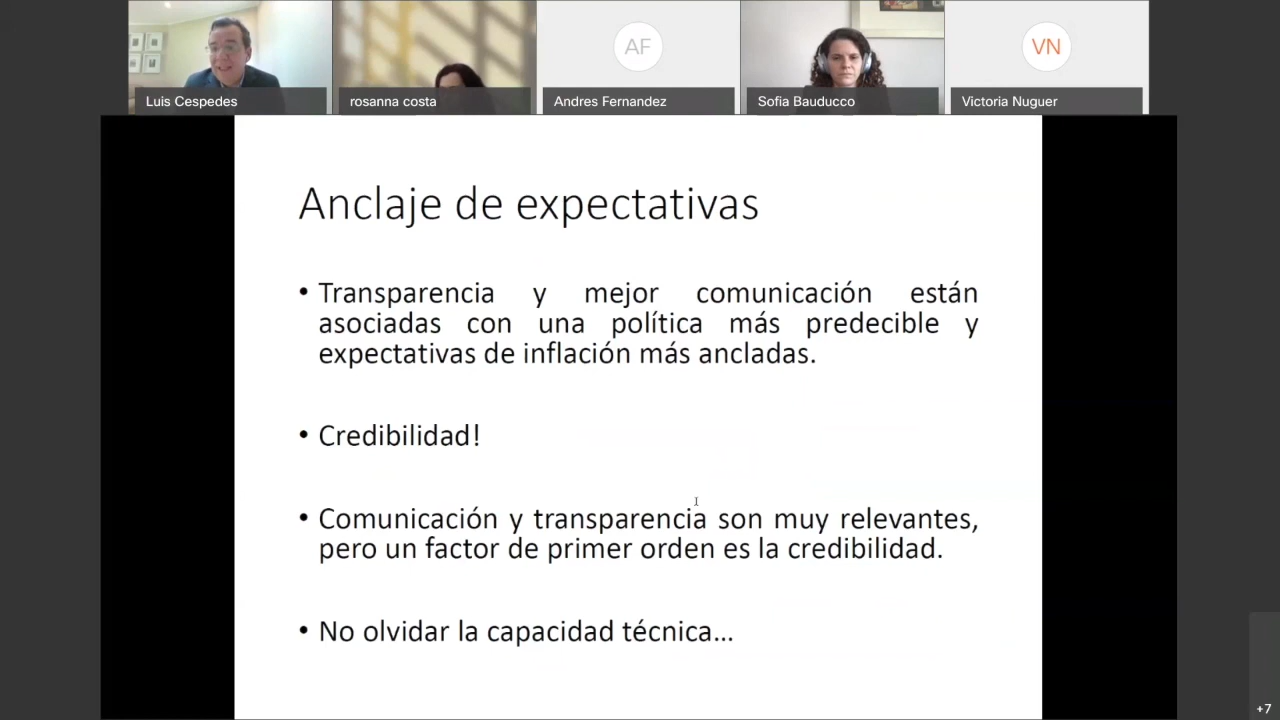 AF
VN
Luis Cespedes
rosanna costa
Andres Fernandez
Sofia Bauducco
Victoria Nuguer
Anclaje de expectativas
• Transparencia y mejor comunicación están
asociadas con una política más predecible y
expectativas de inflación más ancladas.
• Credibilidad!
• Comunicación y transparencia son muy relevantes,
pero un factor de primer orden es la credibilidad.
• No olvidar la capacidad técnica...
+7